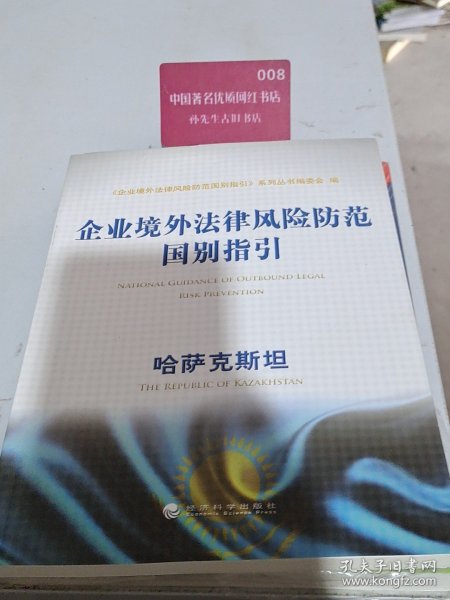 008
中国著名优质网红书店
孙先生古旧书店
《企业境外法律风险防范国别指引》系列丛书编委会 编
企业境外法律风险防范
国别指引
NATIONAL GUIDANCE OF OUTBOUND LEGAL
RISK PREVENTION
哈萨克斯坦
THE REPUBLIC OF KAZAKHSTAN
经济科学出版社
Economic Science Press
孔夫子旧书网
www.kongfz.com